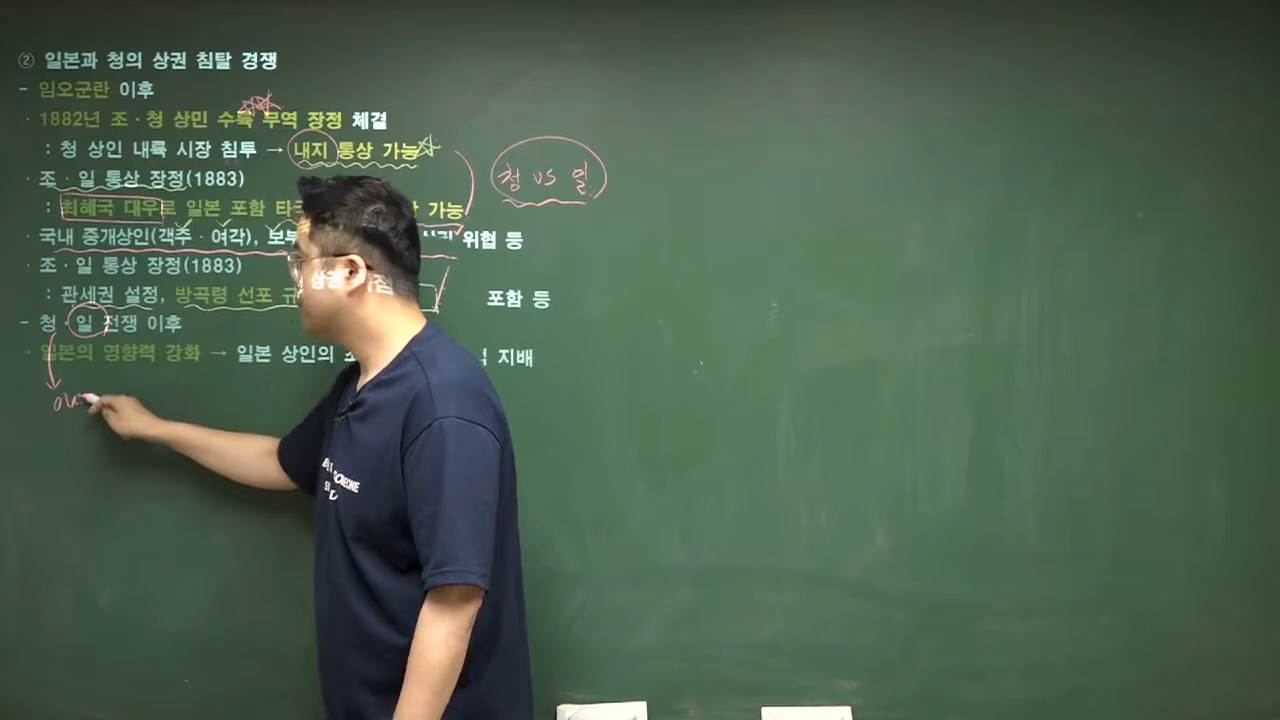 ② 일본과 청의 상권 침탈 경쟁
- 임오군란 이후
· 1882년 조·청 상민 수륙 무역 장정 체결
: 청 상인 내륙 시장 침투 → 내지 통상 가능
청 VS 일
· 조·일 통상 장정(1883)
: 최혜국 대우로 일본 포함 가능
· 국내 중개상인(객주·여각), 위협 등
· 조·일 통상 장정(1883)
: 관세권 설정, 방곡령 선포 포함 등
- 청·일 전쟁 이후
· 일본의 영향력 강화 → 일본 상인의 지배